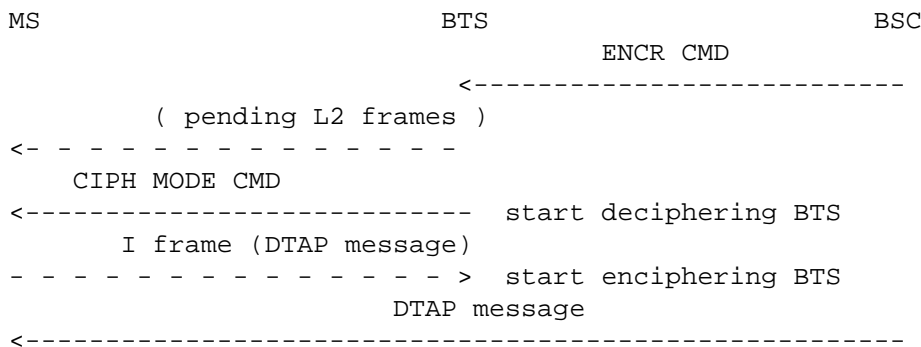 MS BTS BSC
ENCR CMD
<---------------------------
( pending L2 frames )
<- - - - - - - - - - - - - -
CIPH MODE CMD
<---------------------------- start deciphering BTS
I frame (DTAP message)
- - - - - - - - - - - - - - > start enciphering BTS
DTAP message
<-------------------------------------------------------